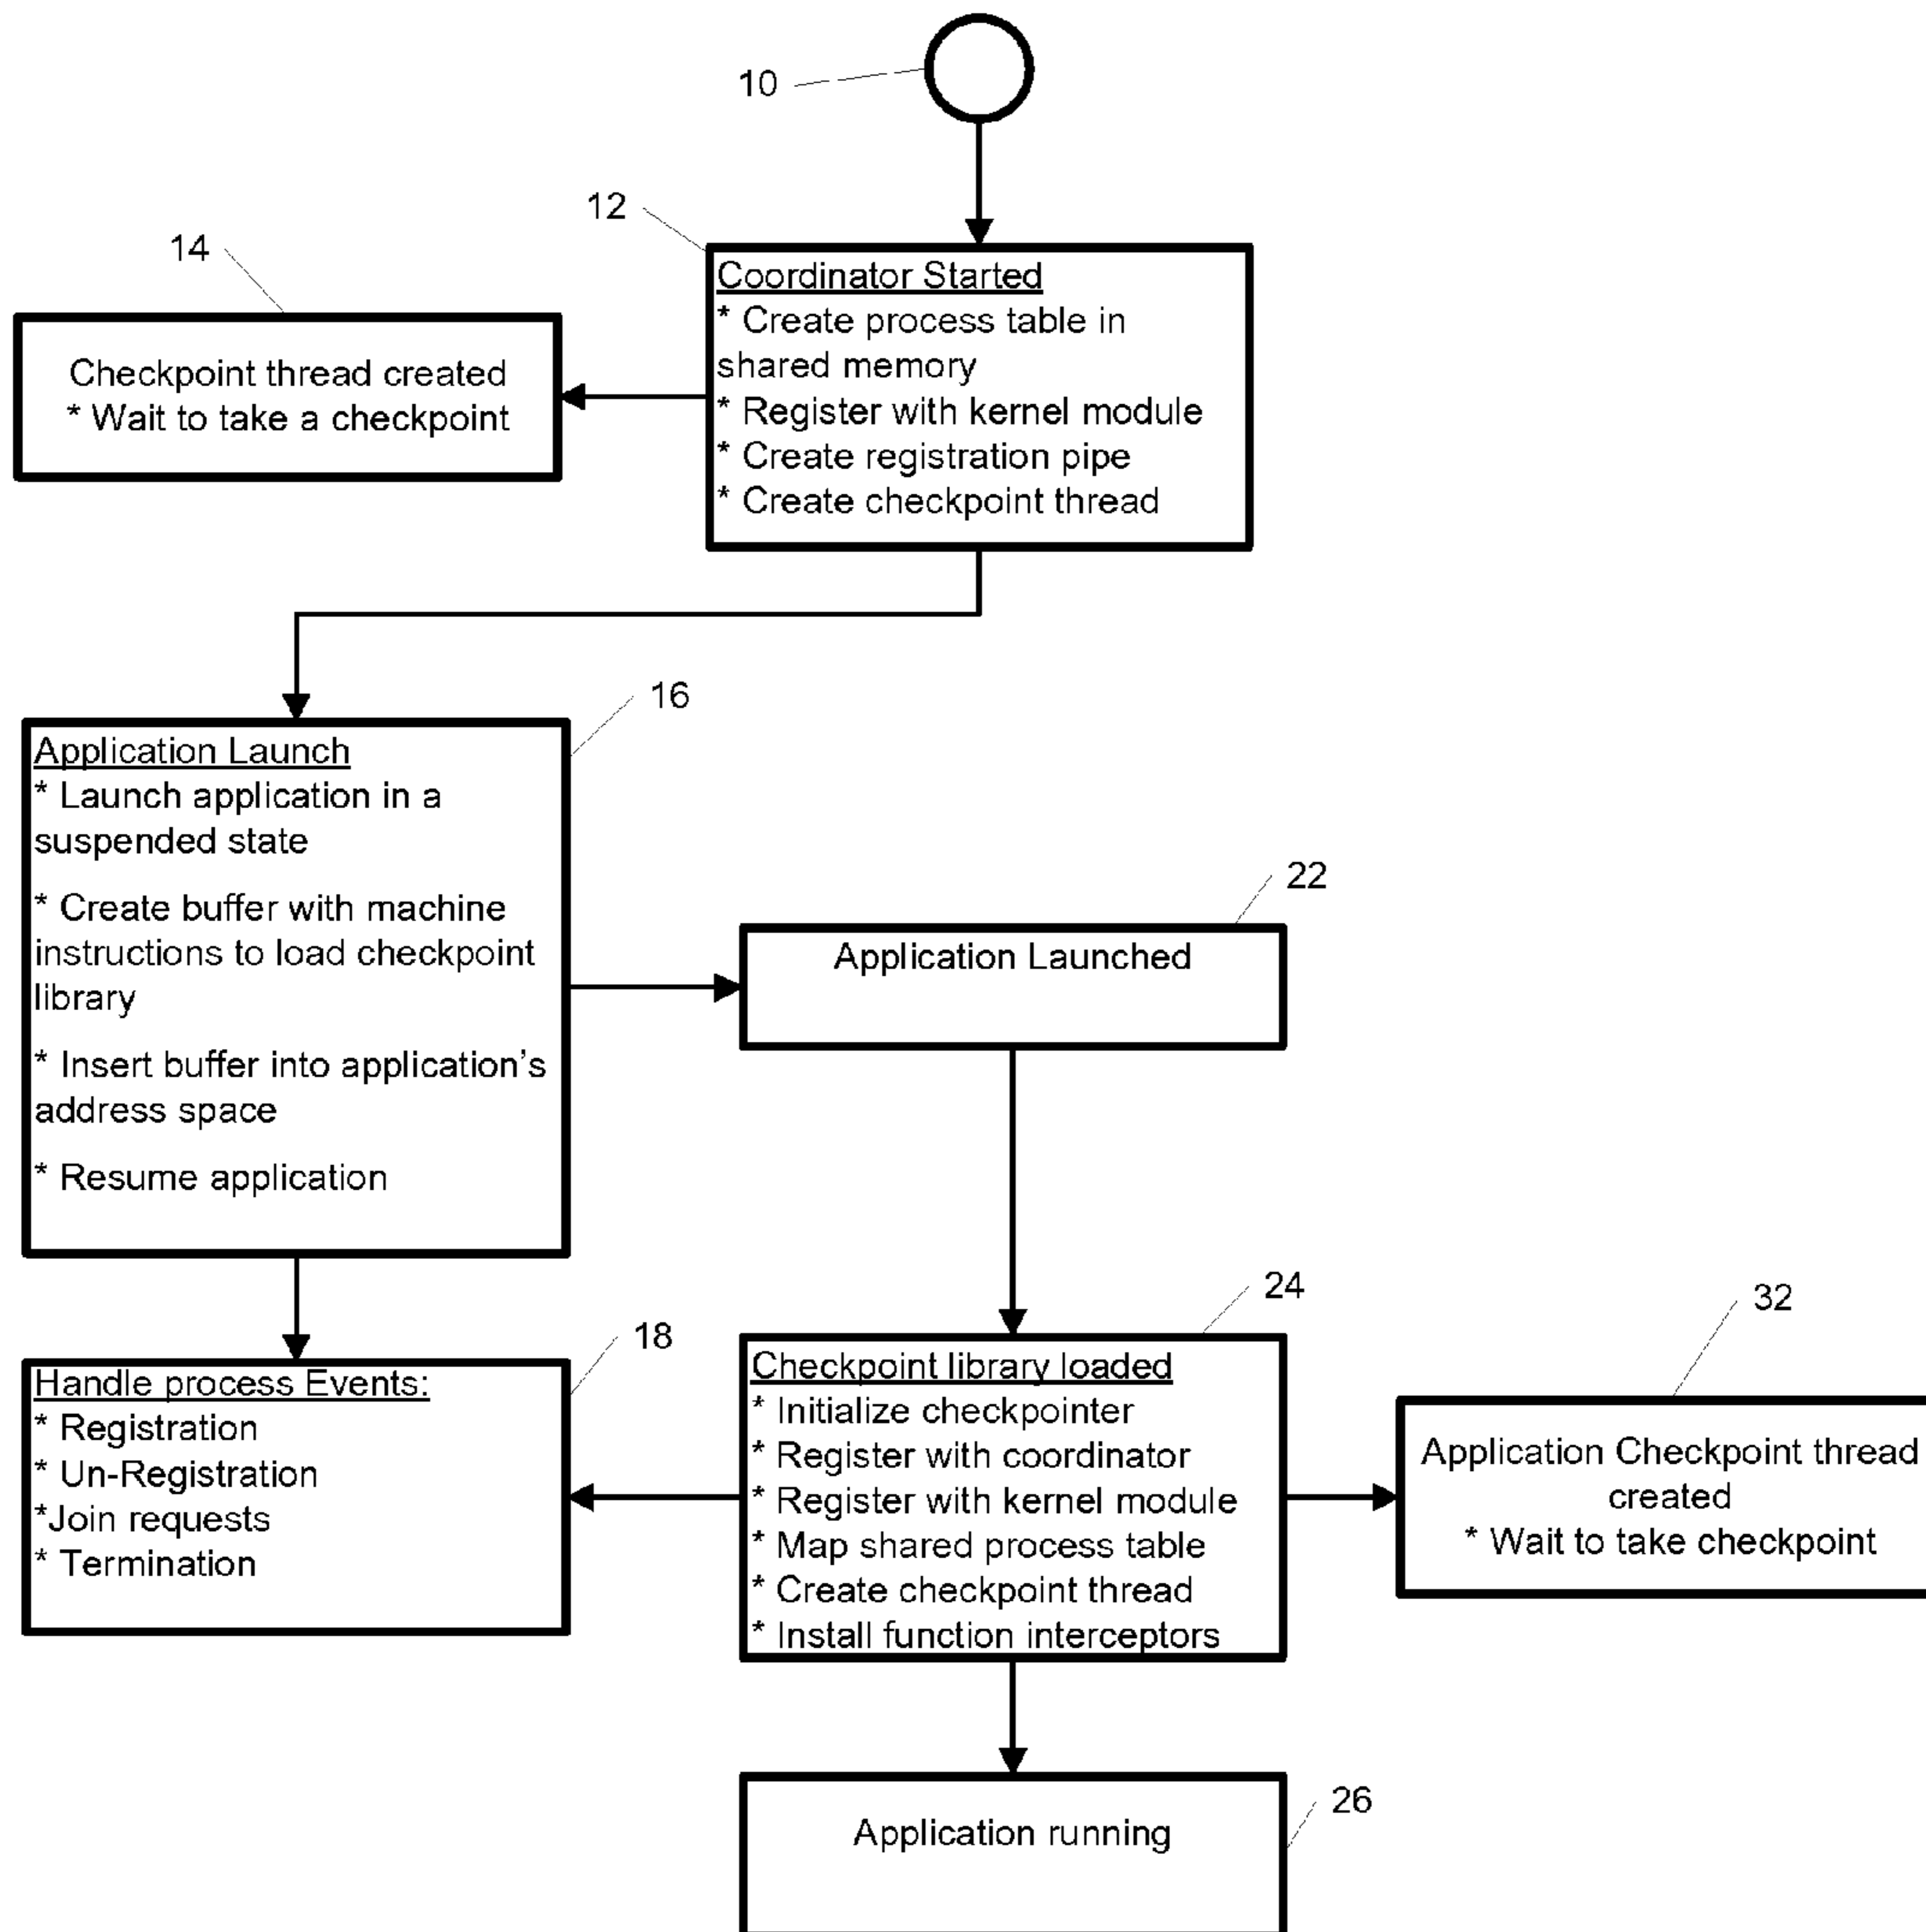 10
12
14
Coordinator Started
* Create process table in
shared memory
* Register with kernel module
* Create registration pipe
* Create checkpoint thread
Checkpoint thread created
* Wait to take a checkpoint
16
Application Launch
* Launch application in a
suspended state
* Create buffer with machine
instructions to load checkpoint
library
* Insert buffer into application's
address space
* Resume application
22
Application Launched
18
Handle process Events:
* Registration
* Un-Registration
*Join requests
* Termination
24
Checkpoint library loaded
* Initialize checkpointer
* Register with coordinator
* Register with kernel module
* Map shared process table
* Create checkpoint thread
* Install function interceptors
32
Application Checkpoint thread
created
* Wait to take checkpoint
26
Application running